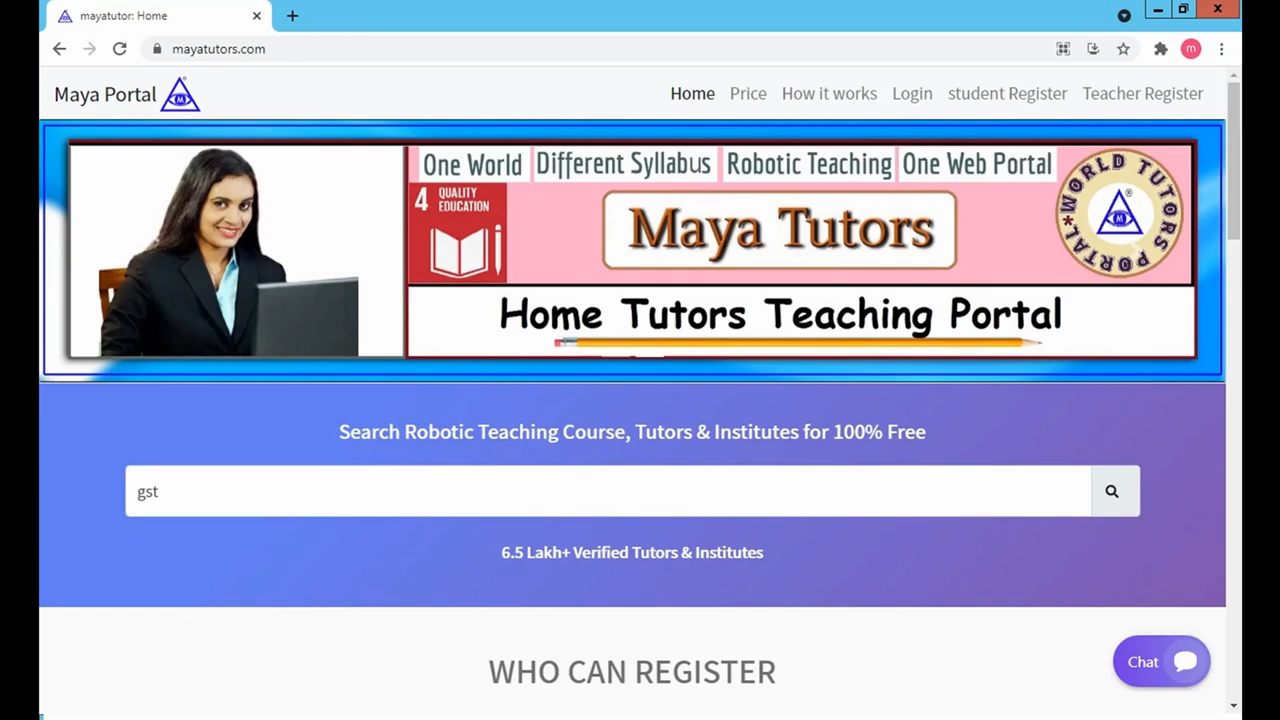 mayatutor: Home
mayatutors.com
m
Maya Portal
M
Home Price How it works Login student Register Teacher Register
One World Different Syllabus Robotic Teaching One Web Portal
4 QUALITY EDUCATION
Maya Tutors
WORLD TUTORS PORTAL*
M
Home Tutors Teaching Portal
Search Robotic Teaching Course, Tutors & Institutes for 100% Free
gst
6.5 Lakh+ Verified Tutors & Institutes
WHO CAN REGISTER
Chat